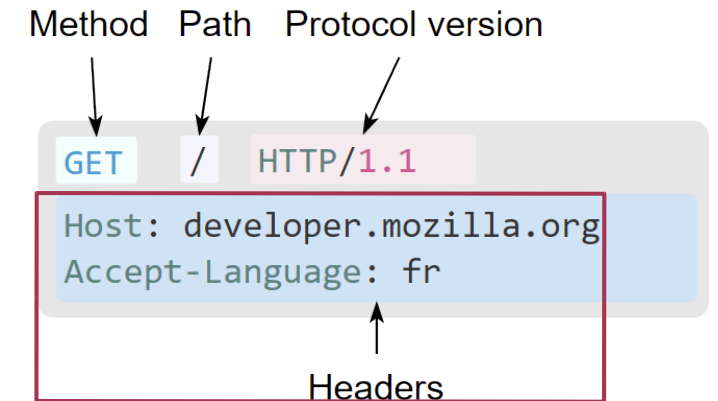 Method Path Protocol version
GET / HTTP/1.1
Host: developer.mozilla.org
Accept-Language: fr
Headers